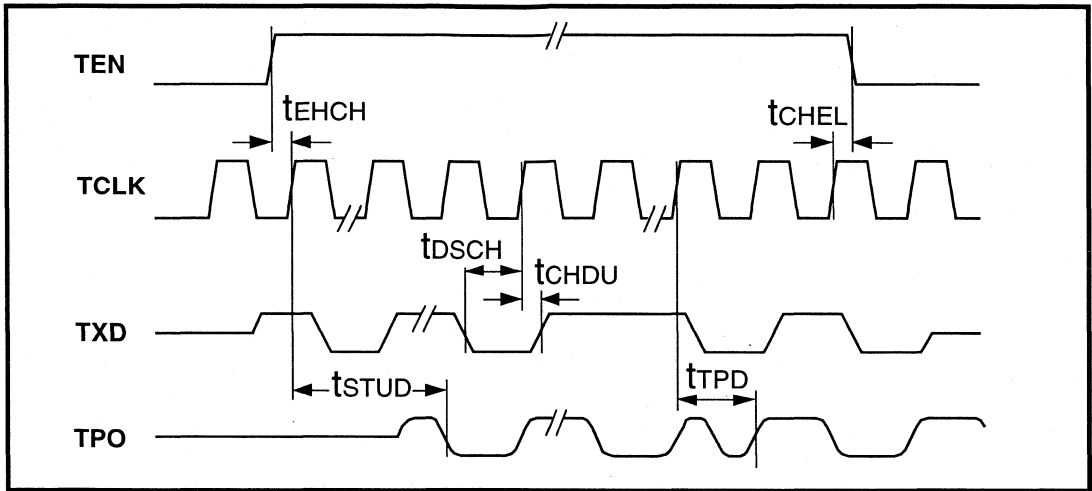 TEN
tEHCH
tCHEL
TCLK
tDSCH
tCHDU
TXD
tSTUD
tTPD
TPO